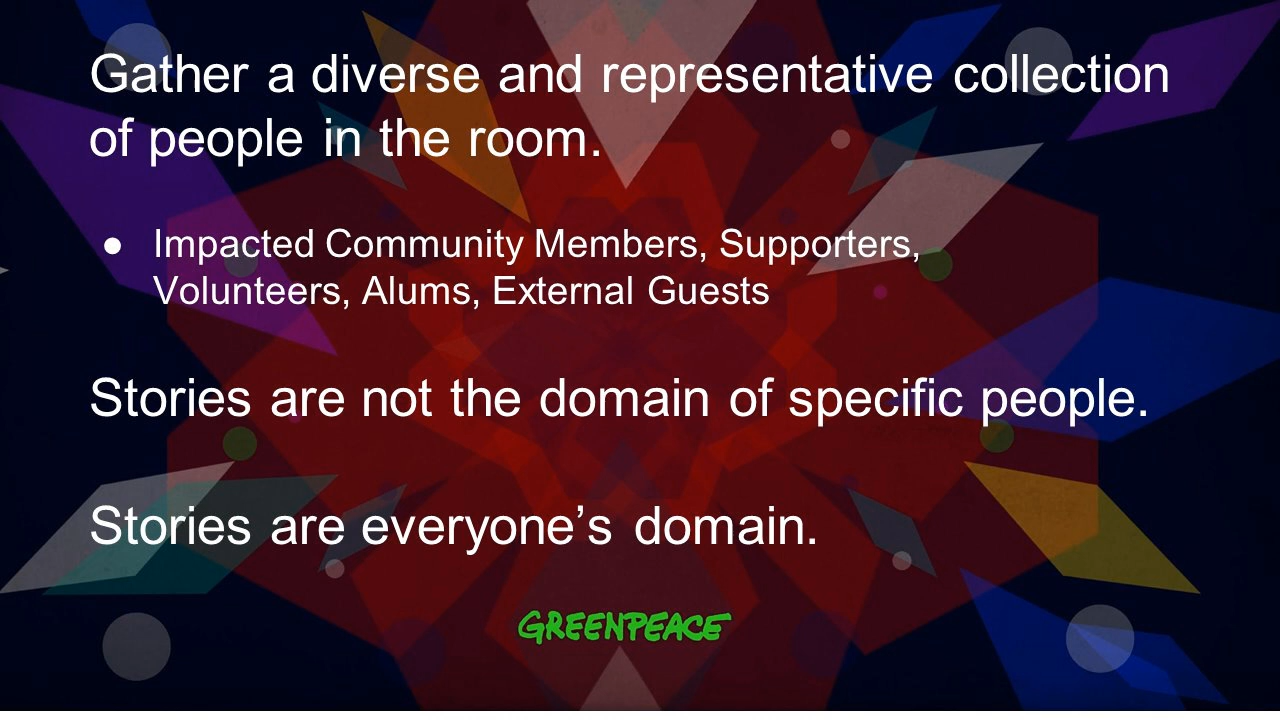 Gather a diverse and representative collection
of people in the room.
● Impacted Community Members, Supporters,
Volunteers, Alums, External Guests
Stories are not the domain of specific people.
Stories are everyone’s domain.
GREENPEACE